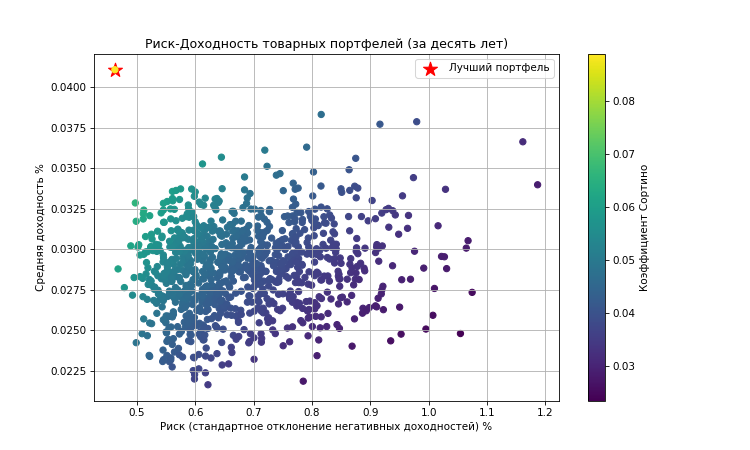 Риск-Доходность товарных портфелей (за десять лет)
Лучший портфель
Средняя доходность %
0.0400
0.0375
0.0350
0.0325
0.0300
0.0275
0.0250
0.0225
0.5 0.6 0.7 0.8 0.9 1.0 1.1 1.2
Риск (стандартное отклонение негативных доходностей) %
0.08
0.07
0.06
0.05
0.04
0.03
Коэффициент Сортино